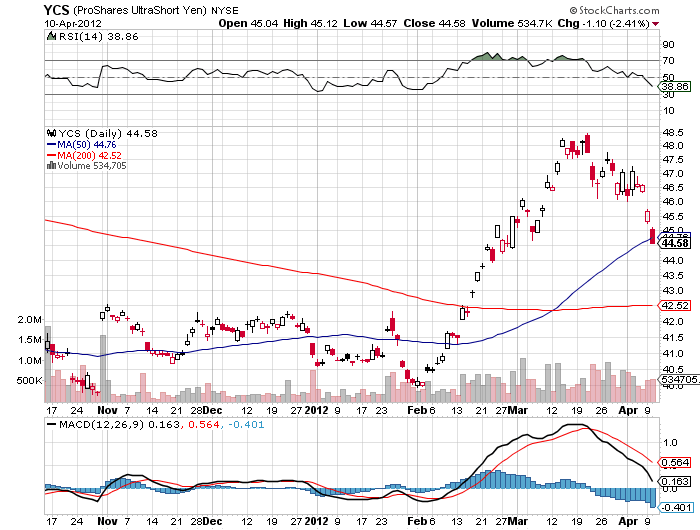 YCS (ProShares UltraShort Yen) NYSE © StockCharts.com
10-Apr-2012 Open 45.04 High 45.12 Low 44.57 Close 44.58 Volume 534.7K Chg -1.10 (-2.41%)
RSI(14) 38.86
90
70
50
38.86
30
10
YCS (Daily) 44.58
MA(50) 44.76
MA(200) 42.52
Volume 534,705
48.5
48.0
47.5
47.0
46.5
46.0
45.5
45.0
44.76
44.58
44.0
43.5
43.0
42.52
42.0
41.5
41.0
40.5
40.0
2.0M
1.5M
1.0M
500K
534705
17 24 Nov 7 14 21 28 Dec 12 19 27 2012 9 17 23 Feb 6 13 21 27 Mar 12 19 26 Apr 9
MACD(12,26,9) 0.163, 0.564, -0.401
1.0
0.564
0.163
0.0
-0.401
17 24 Nov 7 14 21 28 Dec 12 19 27 2012 9 17 23 Feb 6 13 21 27 Mar 12 19 26 Apr 9